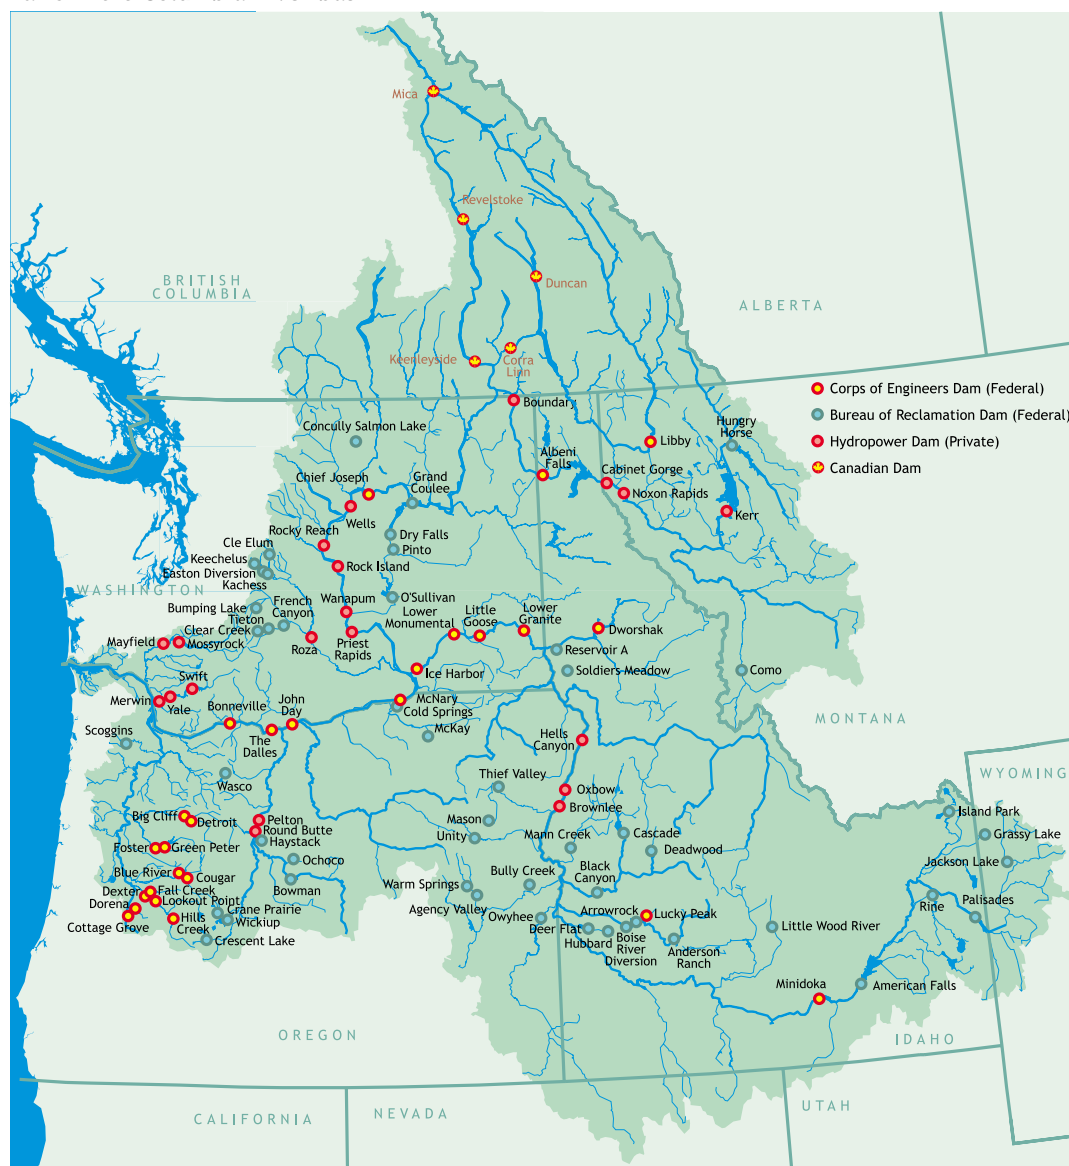 Mica
Revelstoke
BRITISH
COLUMBIA
Duncan
ALBERTA
Keenleyside
Corra
Linn
Corps of Engineers Dam (Federal)
Bureau of Reclamation Dam (Federal)
Hydropower Dam (Private)
Canadian Dam
Boundary
Concully Salmon Lake
Hungry
Horse
Libby
Albeni
Falls
Cabinet Gorge
Noxon Rapids
Kerr
Chief Joseph
Grand
Coulee
Wells
Rocky Reach
Dry Falls
Pinto
Cle Elum
Keechelus
Easton Diversion
Kachess
Rock Island
WASHINGTON
Wanapum
O'Sullivan
Bumping Lake
French
Canyon
Tieton
Clear Creek
Lower
Monumental
Little
Goose
Lower
Granite
Dworshak
Mayfield
Mossyrock
Roza
Priest
Rapids
Reservoir A
Soldiers Meadow
Como
Ice Harbor
Swift
Merwin
Yale
Bonneville
John
Day
McNary
Cold Springs
MONTANA
Scoggins
The
Dalles
McKay
Hells
Canyon
WYOMING
Wasco
Thief Valley
Oxbow
Brownlee
Island Park
Big Cliff
Detroit
Pelton
Round Butte
Haystack
Mason
Unity
Mann Creek
Cascade
Deadwood
Grassy Lake
Foster
Green Peter
Ochoco
Jackson Lake
Blue River
Cougar
Bowman
Bully Creek
Black
Canyon
Warm Springs
Agency Valley
Dexter
Fall Creek
Lookout Point
Dorena
Cottage Grove
Hills
Creek
Crane Prairie
Wickiup
Crescent Lake
Owyhee
Deer Flat
Hubbard
Arrowrock
Lucky Peak
Boise
River
Diversion
Anderson
Ranch
Little Wood River
Rine
Palisades
Minidoka
American Falls
OREGON
IDAHO
CALIFORNIA
NEVADA
UTAH